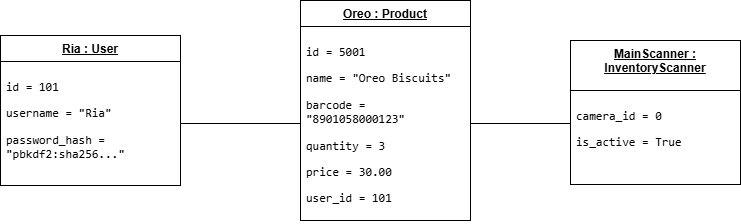 Ria : User
id = 101
username = "Ria"
password_hash =
"pbkdf2:sha256..."
Oreo : Product
id = 5001
name = "Oreo Biscuits"
barcode =
"8901058000123"
quantity = 3
price = 30.00
user_id = 101
MainScanner :
InventoryScanner
camera_id = 0
is_active = True